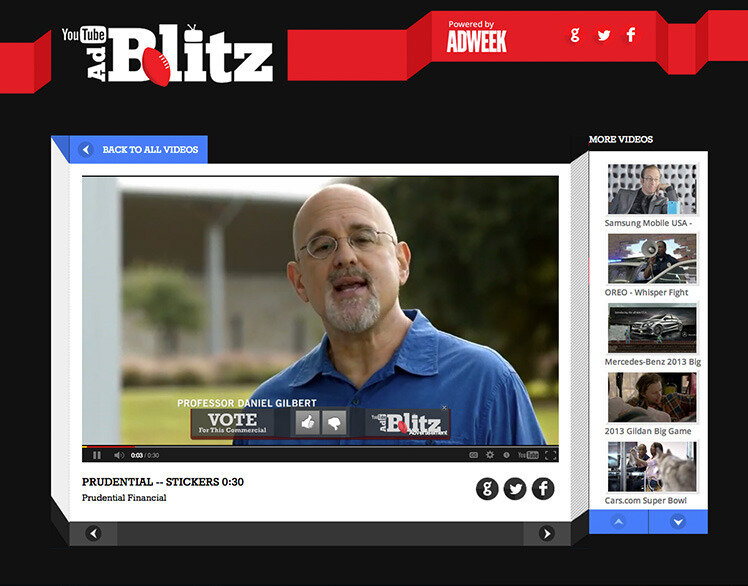 YouTube
Ad Blitz
Powered by
ADWEEK
BACK TO ALL VIDEOS
MORE VIDEOS
PROFESSOR DANIEL GILBERT
VOTE
For This Commercial
YouTube
Ad Blitz
Advertisement
0:03 / 0:30
YouTube
PRUDENTIAL -- STICKERS 0:30
Prudential Financial
Samsung Mobile USA -
OREO - Whisper Fight
Mercedes-Benz 2013 Big
2013 Gildan Big Game
Cars.com Super Bowl